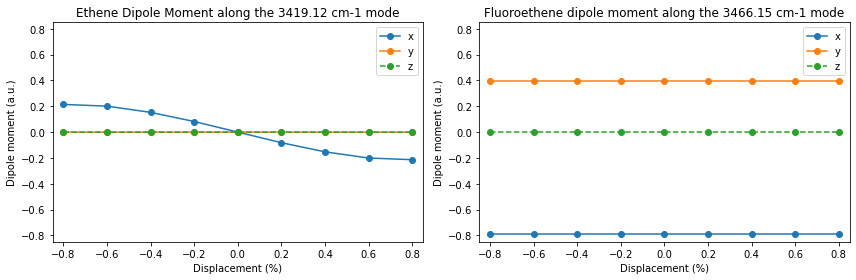 Ethene Dipole Moment along the 3419.12 cm-1 mode
0.8
0.6
0.4
0.2
0.0
−0.2
−0.4
−0.6
−0.8
Dipole moment (a.u.)
x
y
z
−0.8 −0.6 −0.4 −0.2 0.0 0.2 0.4 0.6 0.8
Displacement (%)
Fluoroethene dipole moment along the 3466.15 cm-1 mode
0.8
0.6
0.4
0.2
0.0
−0.2
−0.4
−0.6
−0.8
Dipole moment (a.u.)
x
y
z
−0.8 −0.6 −0.4 −0.2 0.0 0.2 0.4 0.6 0.8
Displacement (%)